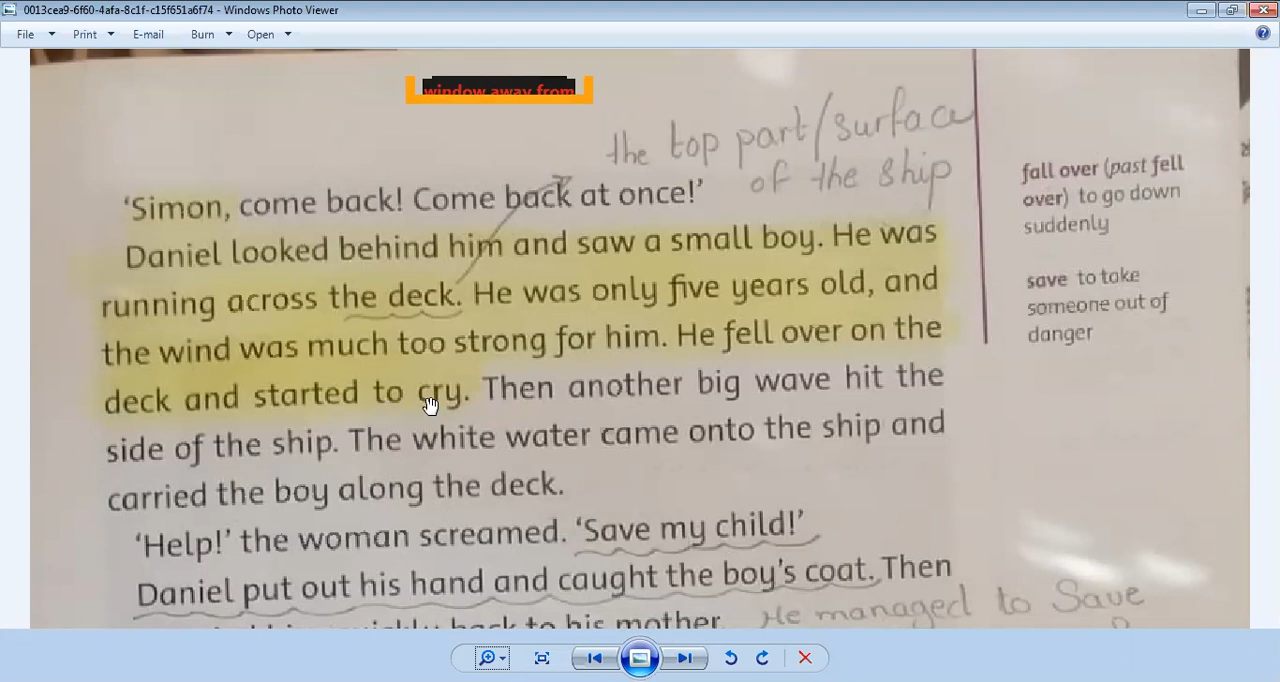 0013cea9-6f60-4afa-8c1f-c15f651a6f74 - Windows Photo Viewer
File Print E-mail Burn Open
window away from
the top part/surface
of the ship
'Simon, come back! Come back at once!'
Daniel looked behind him and saw a small boy. He was
running across the deck. He was only five years old, and
the wind was much too strong for him. He fell over on the
deck and started to cry. Then another big wave hit the
side of the ship. The white water came onto the ship and
carried the boy along the deck.
'Help!' the woman screamed. 'Save my child!'
Daniel put out his hand and caught the boy's coat. Then
quickly back to his mother.
He managed to Save
fall over (past fell
over) to go down
suddenly
save to take
someone out of
danger